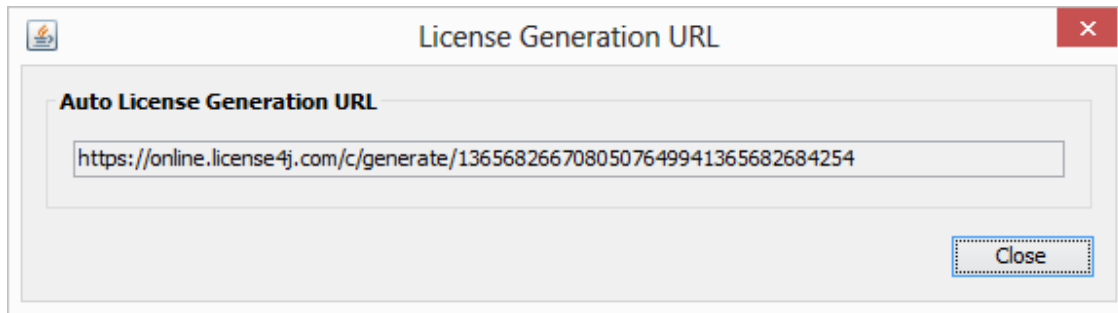 License Generation URL
Auto License Generation URL
https://online.license4j.com/c/generate/1365682667080507649941365682684254
Close